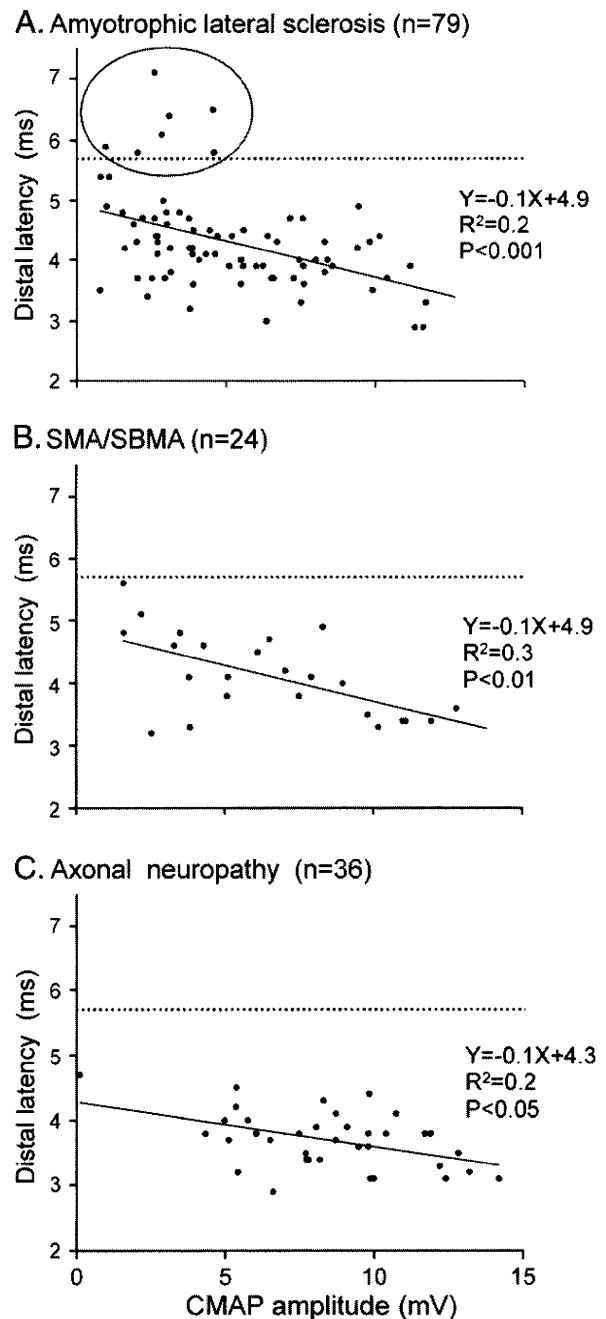 A. Amyotrophic lateral sclerosis (n=79)
7
6
5
4
3
2
Distal latency (ms)
Y=-0.1X+4.9
R²=0.2
P<0.001
B. SMA/SBMA (n=24)
7
6
5
4
3
2
Distal latency (ms)
Y=-0.1X+4.9
R²=0.3
P<0.01
C. Axonal neuropathy (n=36)
7
6
5
4
3
2
Distal latency (ms)
Y=-0.1X+4.3
R²=0.2
P<0.05
0 5 10 15
CMAP amplitude (mV)